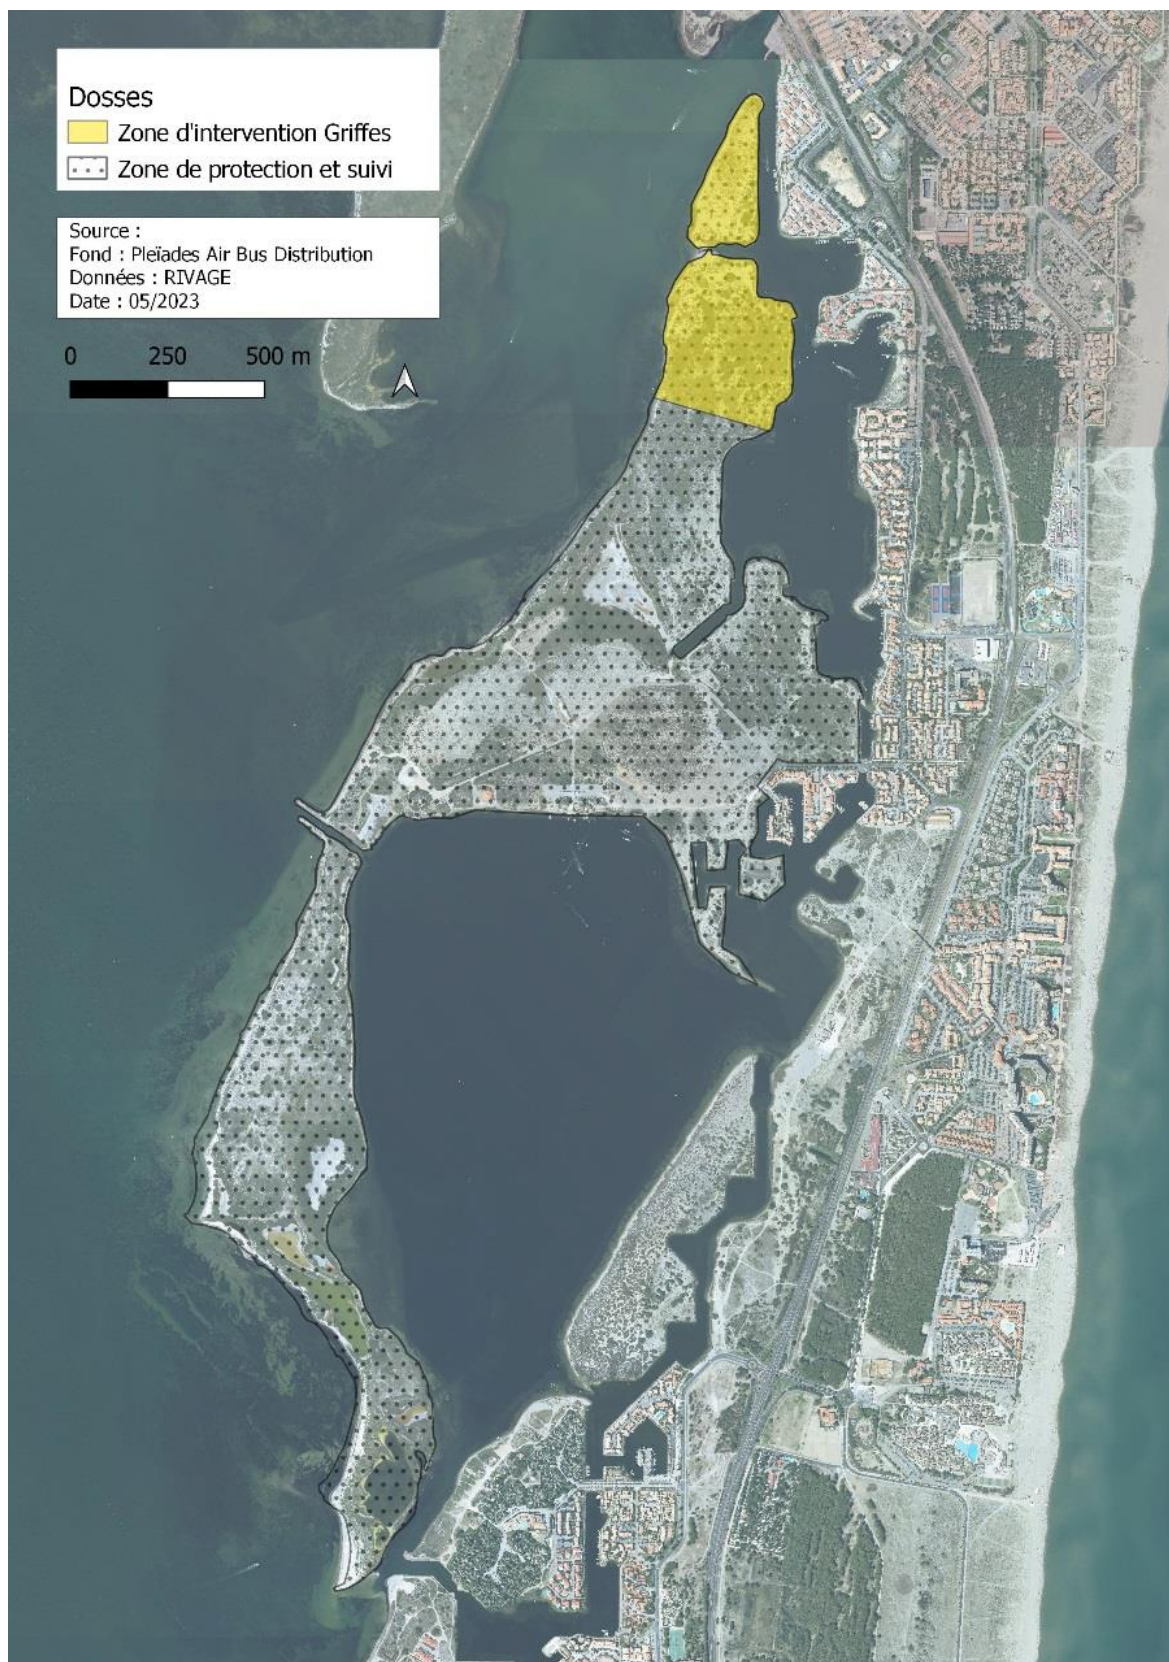 Dosses
Zone d'intervention Griffes
Zone de protection et suivi
Source :
Fond : Pleïades Air Bus Distribution
Données : RIVAGE
Date : 05/2023
0 250 500 m